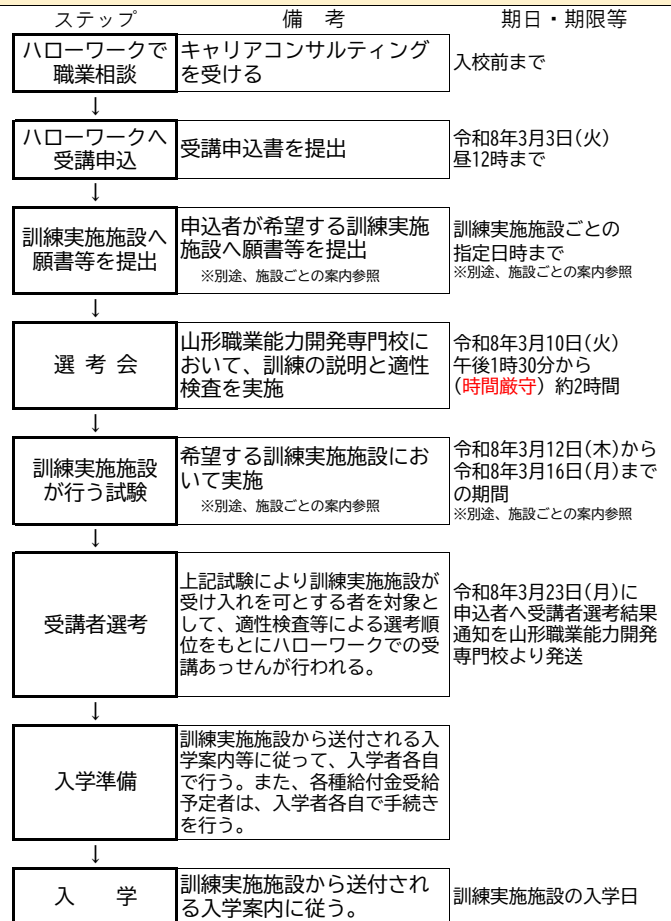 ステップ 備 考 期日・期限等
ハローワークで
職業相談
キャリアコンサルティング
を受ける
入校前まで
↓
ハローワークへ
受講申込
受講申込書を提出
令和8年3月3日(火)
昼12時まで
↓
訓練実施施設へ
願書等を提出
申込者が希望する訓練実施
施設へ願書等を提出
※別途、施設ごとの案内参照
訓練実施施設ごとの
指定日時まで
※別途、施設ごとの案内参照
↓
選 考 会
山形職業能力開発専門校に
おいて、訓練の説明と適性
検査を実施
令和8年3月10日(火)
午後1時30分から
(時間厳守) 約2時間
↓
訓練実施施設
が行う試験
希望する訓練実施施設にお
いて実施
※別途、施設ごとの案内参照
令和8年3月12日(木)から
令和8年3月16日(月)まで
の期間
※別途、施設ごとの案内参照
↓
受講者選考
上記試験により訓練実施施設が
受け入れを可とする者を対象と
して、適性検査等による選考順
位をもとにハローワークでの受
講あっせんが行われる。
令和8年3月23日(月)に
申込者へ受講者選考結果
通知を山形職業能力開発
専門校より発送
↓
入学準備
訓練実施施設から送付される入
学案内等に従って、入学者各自
で行う。また、各種給付金受給
予定者は、入学者各自で手続き
を行う。
↓
入 学
訓練実施施設から送付され
る入学案内に従う。
訓練実施施設の入学日